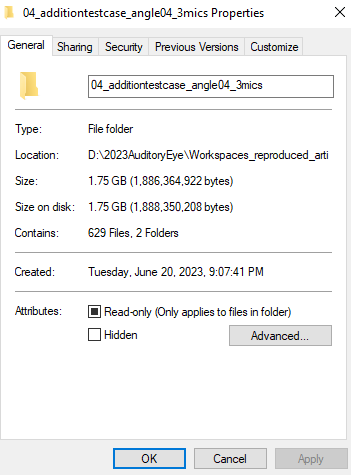 04_additiontestcase_angle04_3mics Properties
General Sharing Security Previous Versions Customize
04_additiontestcase_angle04_3mics
Type: File folder
Location: D:\2023AuditoryEye\Workspaces_reproduced_arti
Size: 1.75 GB (1,886,364,922 bytes)
Size on disk: 1.75 GB (1,888,350,208 bytes)
Contains: 629 Files, 2 Folders
Created: Tuesday, June 20, 2023, 9:07:41 PM
Attributes: Read-only (Only applies to files in folder)
Hidden Advanced...
OK Cancel Apply